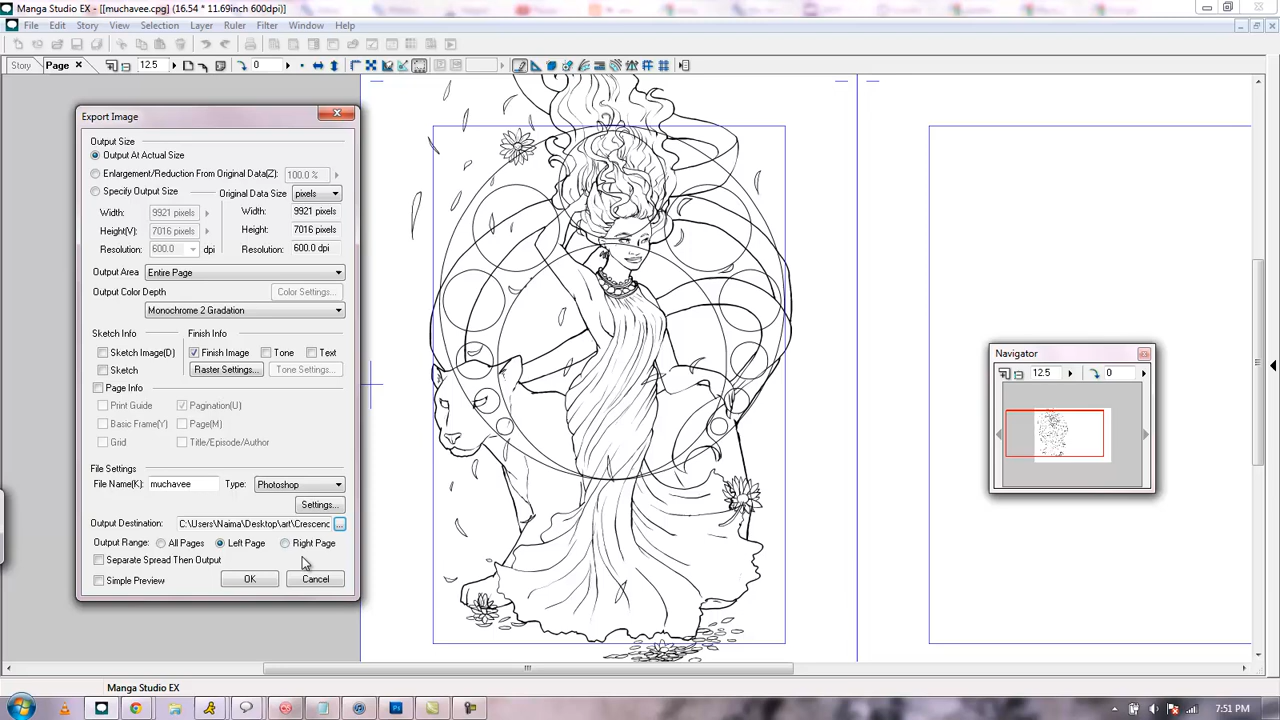 Manga Studio EX - [[muchavee.cpg] (16.54 * 11.69inch 600dpi)]
File Edit Story View Selection Layer Ruler Filter Window Help
Story Page 12.5 0
Export Image
Output Size
Output At Actual Size
Enlargement/Reduction From Original Data(Z): 100.0 %
Specify Output Size Original Data Size pixels
Width: 9921 pixels Width: 9921 pixels
Height(V): 7016 pixels Height: 7016 pixels
Resolution: 600.0 dpi Resolution: 600.0 dpi
Output Area Entire Page
Output Color Depth Color Settings...
Monochrome 2 Gradation
Sketch Info Finish Info
Sketch Image(D) Finish Image Tone Text
Sketch Raster Settings... Tone Settings...
Page Info
Print Guide Pagination(U)
Basic Frame(Y) Page(M)
Grid Title/Episode/Author
File Settings
File Name(K): muchavee Type: Photoshop
Settings...
Output Destination: C:\Users\Naima\Desktop\art\Crescenc ...
Output Range: All Pages Left Page Right Page
Separate Spread Then Output
Simple Preview OK Cancel
Navigator
12.5 0
Manga Studio EX
7:51 PM